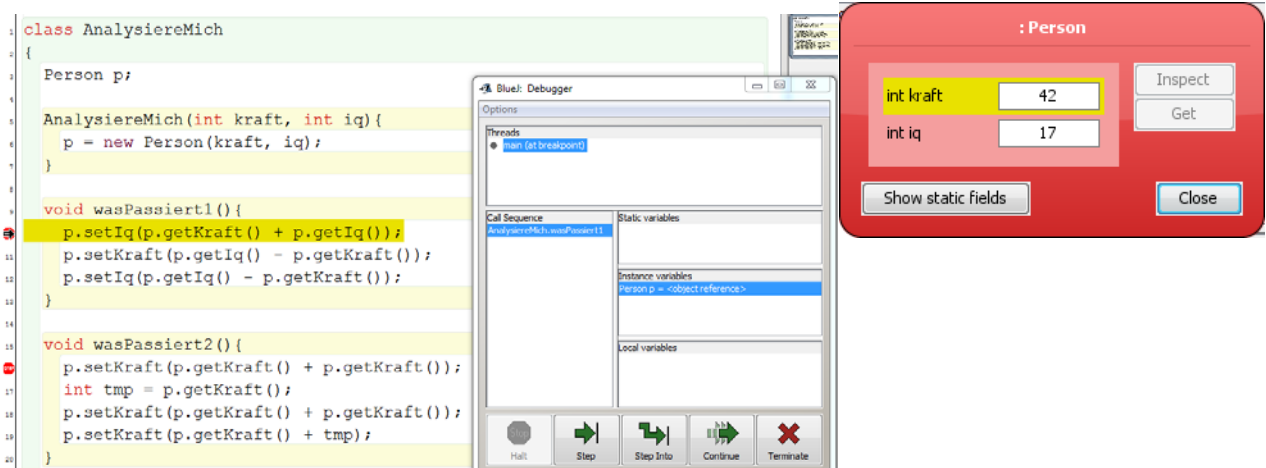 1 class AnalysiereMich
2 {
3 Person p;
4
5 AnalysiereMich(int kraft, int iq){
6 p = new Person(kraft, iq);
7 }
8
9 void wasPassiert1(){
p.setIq(p.getKraft() + p.getIq());
11 p.setKraft(p.getIq() - p.getKraft());
12 p.setIq(p.getIq() - p.getKraft());
13 }
14
15 void wasPassiert2(){
p.setKraft(p.getKraft() + p.getKraft());
17 int tmp = p.getKraft();
18 p.setKraft(p.getKraft() + p.getKraft());
19 p.setKraft(p.getKraft() + tmp);
20 }
BlueJ: Debugger
Options
Threads
main (at breakpoint)
Call Sequence
AnalysiereMich.wasPassiert1
Static variables
Instance variables
Person p = <object reference>
Local variables
Stop
Halt
Step
Step Into
Continue
Terminate
: Person
int kraft 42
int iq 17
Inspect
Get
Show static fields
Close